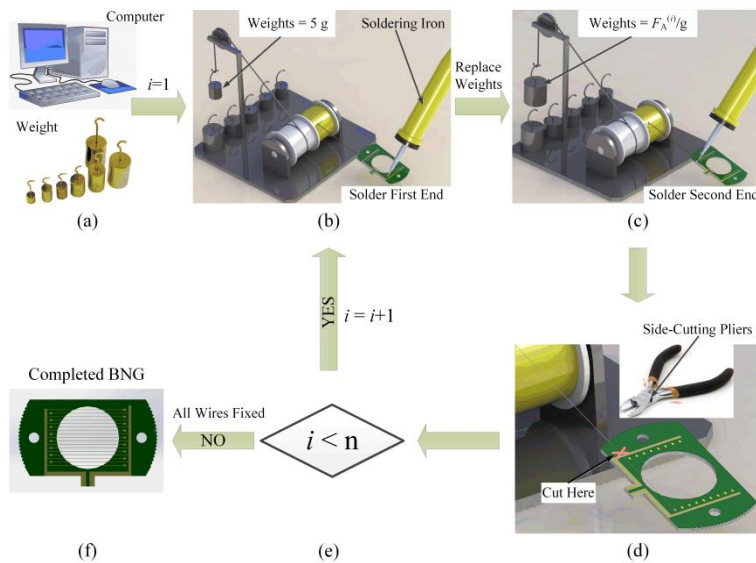 Computer
Weight
(a)
i=1
Weights = 5 g
Soldering Iron
Solder First End
(b)
Replace
Weights
Weights = F_A^(i)/g
Solder Second End
(c)
Side-Cutting Pliers
Cut Here
(d)
YES
i = i+1
i < n
(e)
All Wires Fixed
NO
Completed BNG
(f)